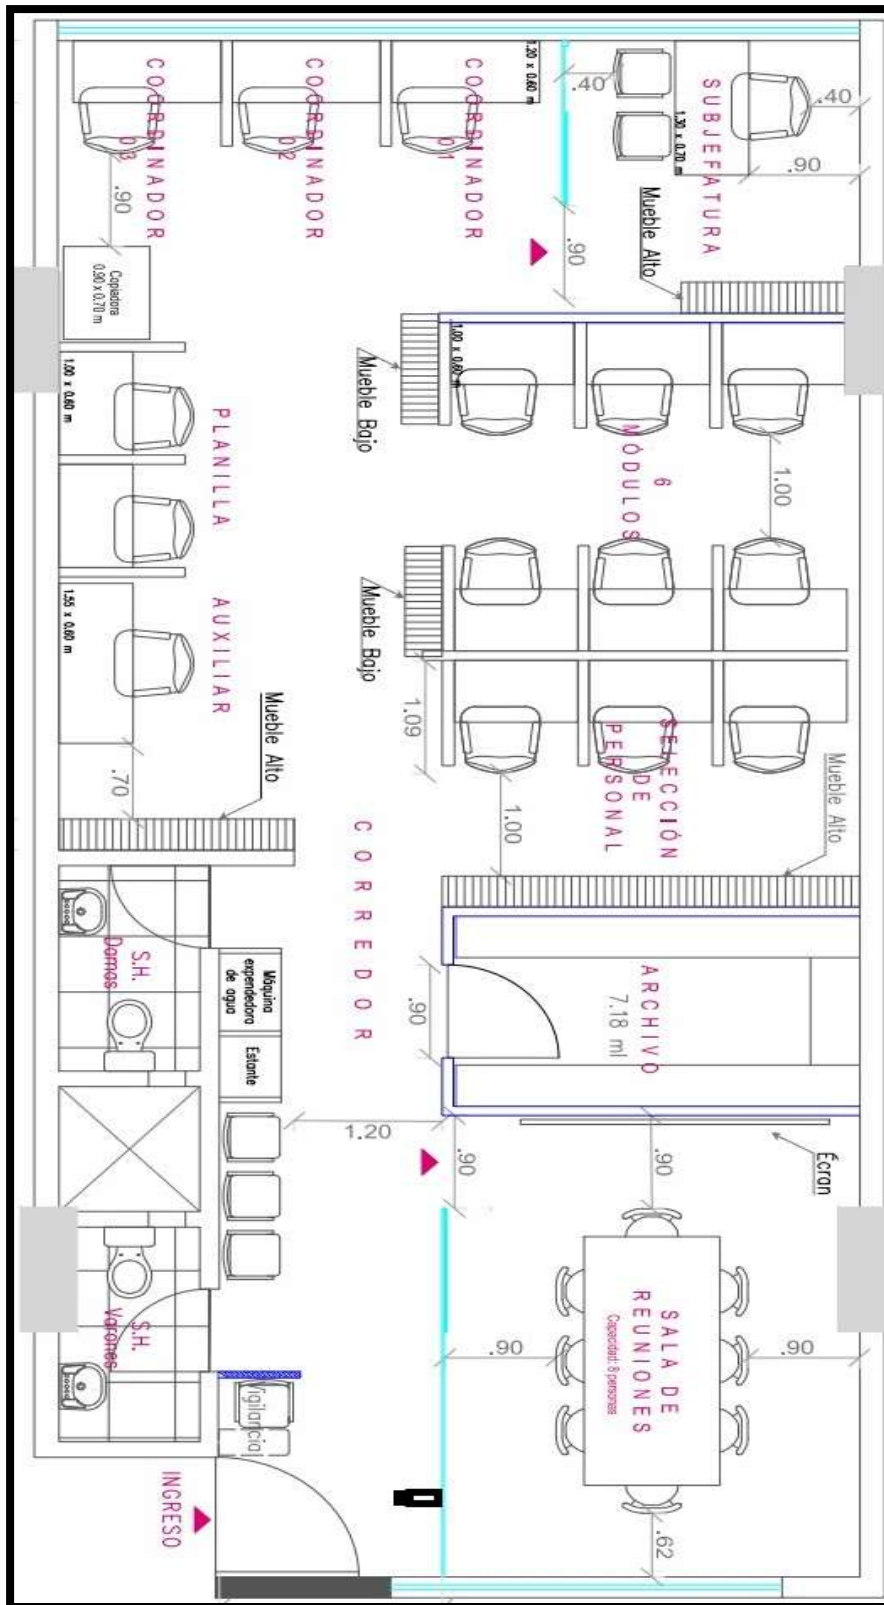 COORDINADOR
03
COORDINADOR
02
COORDINADOR
01
1.20 x 0.60 m
.40
SUBJEFATURA
1.30 x 0.70 m
.40
.90
.90
.90
Mueble Alto
Copiadora
0.90 x 0.70 m
1.00 x 0.60 m
Mueble Bajo
1.00 x 0.60 m
PLANILLA
6
MÓDULOS
1.00
Mueble Bajo
AUXILIAR
1.55 x 0.60 m
1.09
SELECCIÓN
DE
PERSONAL
Mueble Alto
.70
1.00
Mueble Alto
CORREDOR
S.H.
Damas
Máquina
expendedora
de agua
Estante
.90
ARCHIVO
7.18 ml
1.20
.90
.90
Écran
S.H.
Varones
.90
SALA DE
REUNIONES
Capacidad: 8 personas
.90
Vigilancia
INGRESO
.62